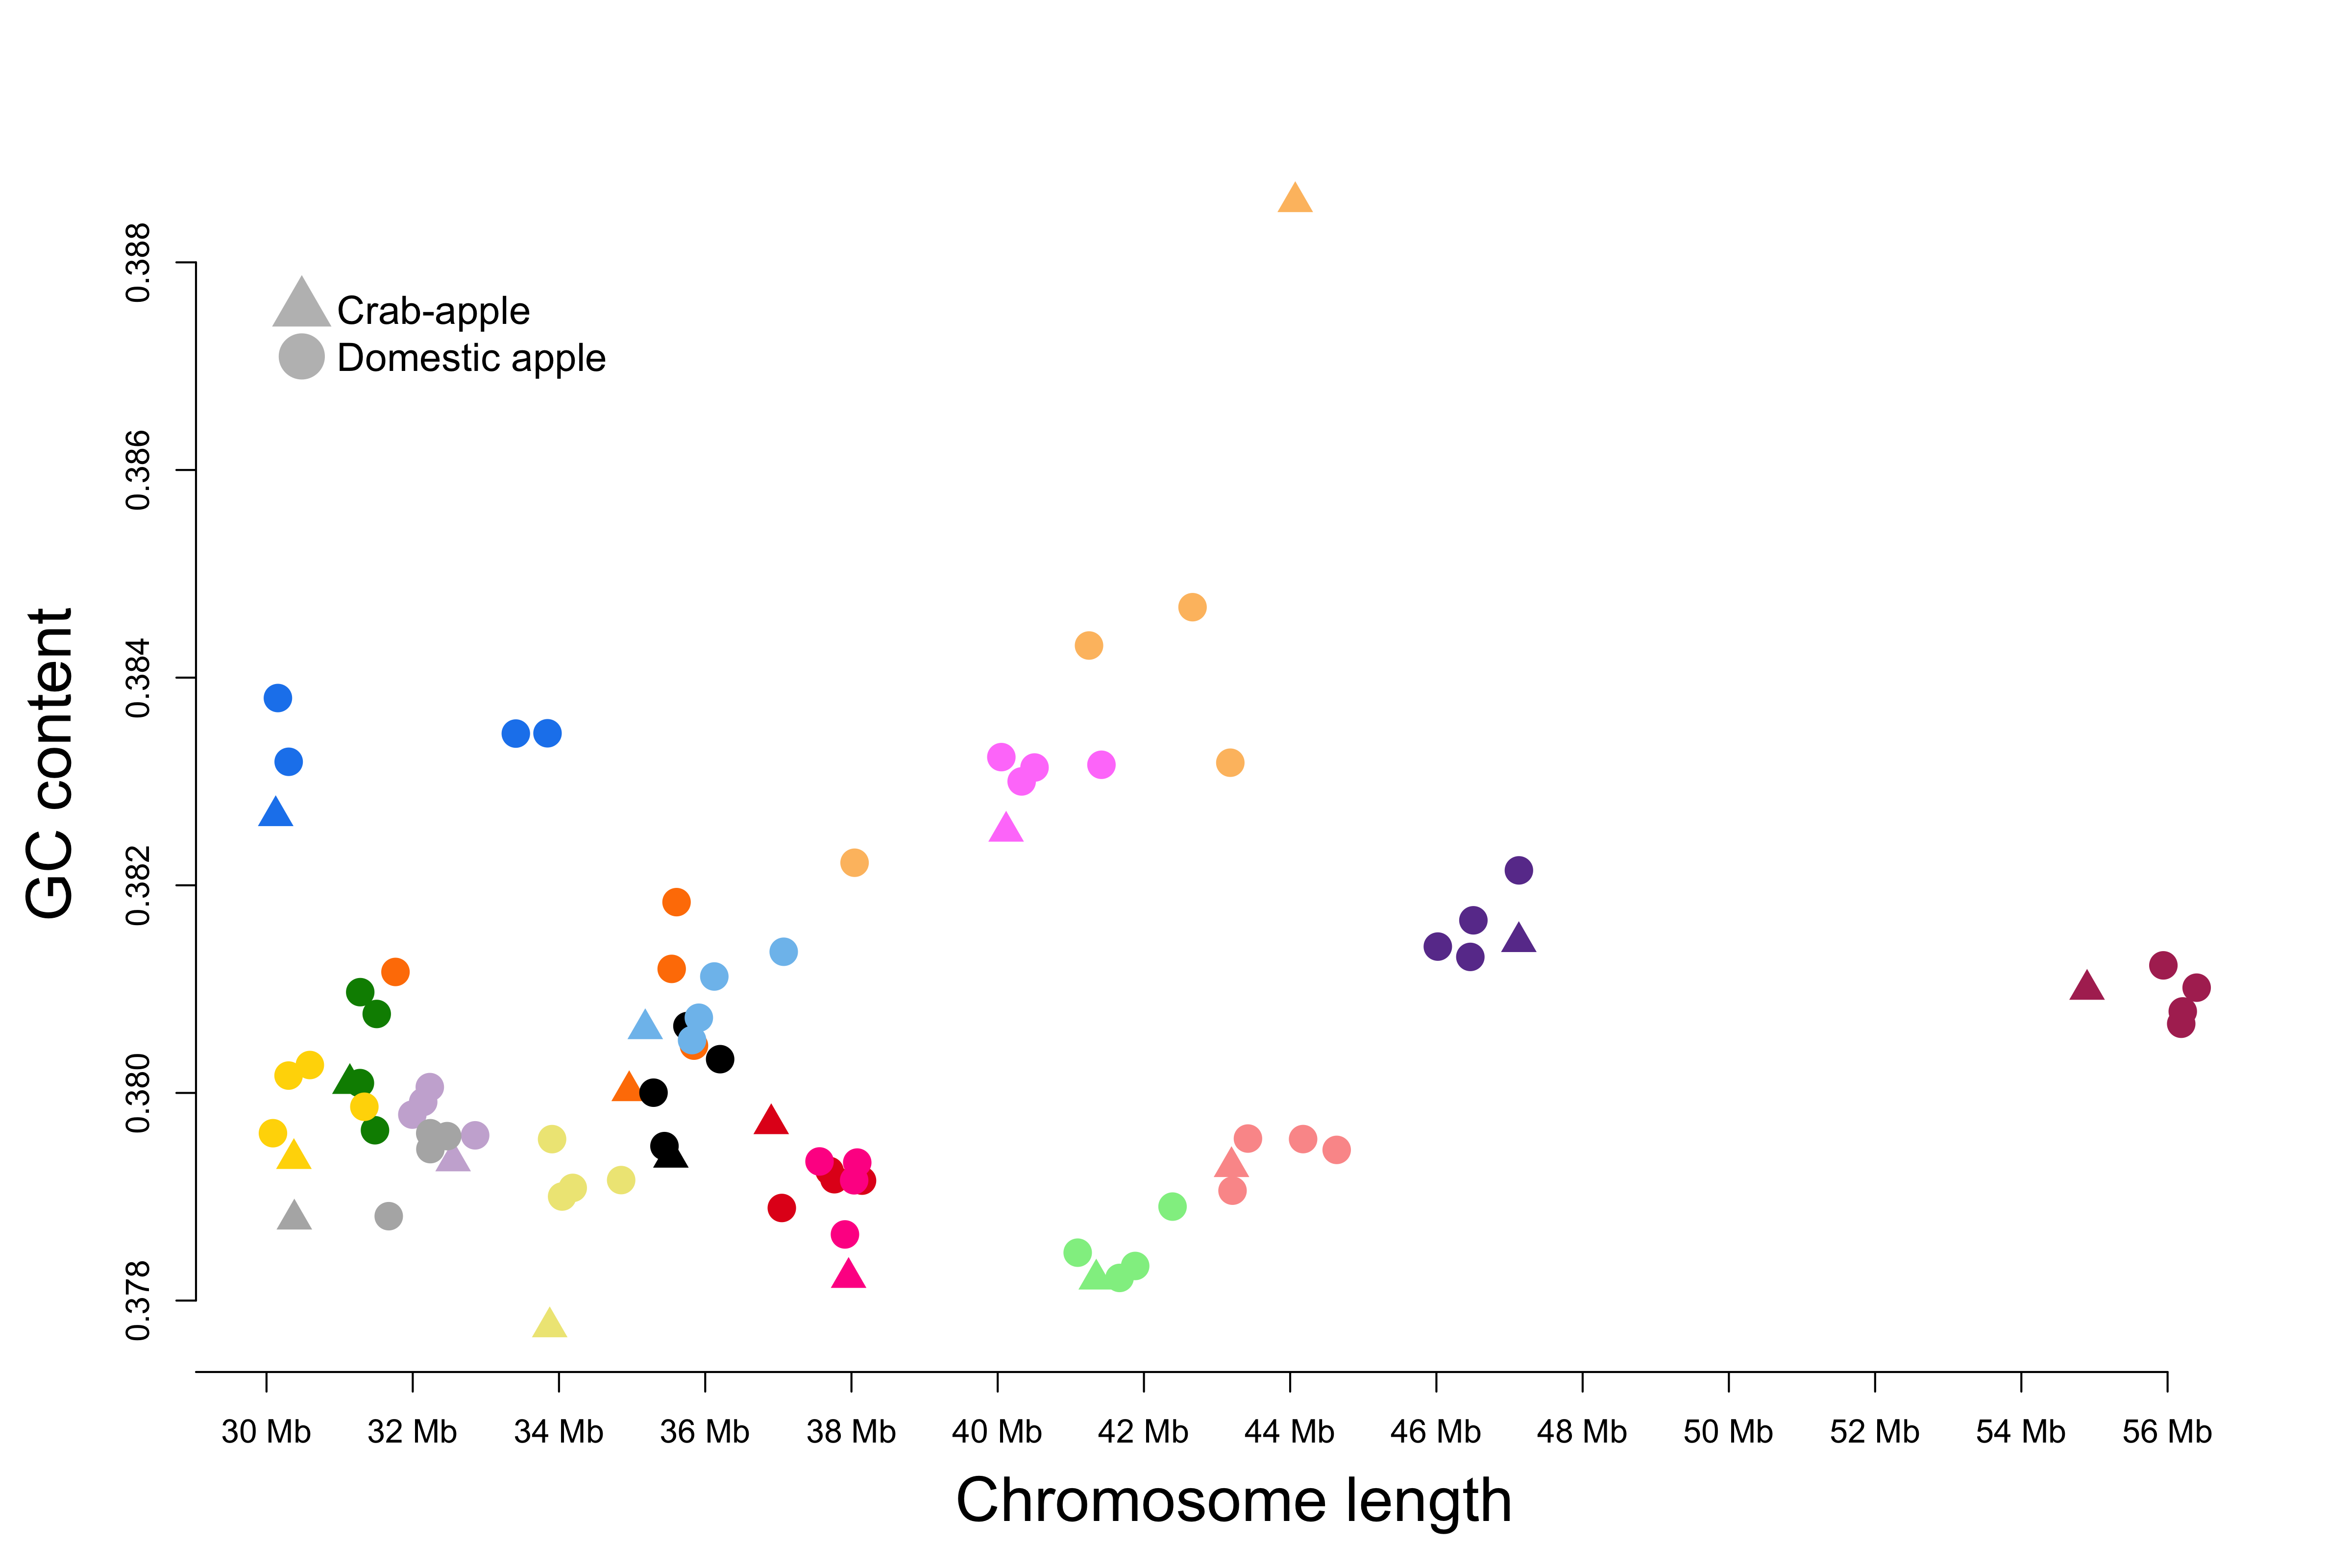 0.388
Crab-apple
Domestic apple
0.386
0.384
0.382
0.380
0.378
GC content
30 Mb 32 Mb 34 Mb 36 Mb 38 Mb 40 Mb 42 Mb 44 Mb 46 Mb 48 Mb 50 Mb 52 Mb 54 Mb 56 Mb
Chromosome length